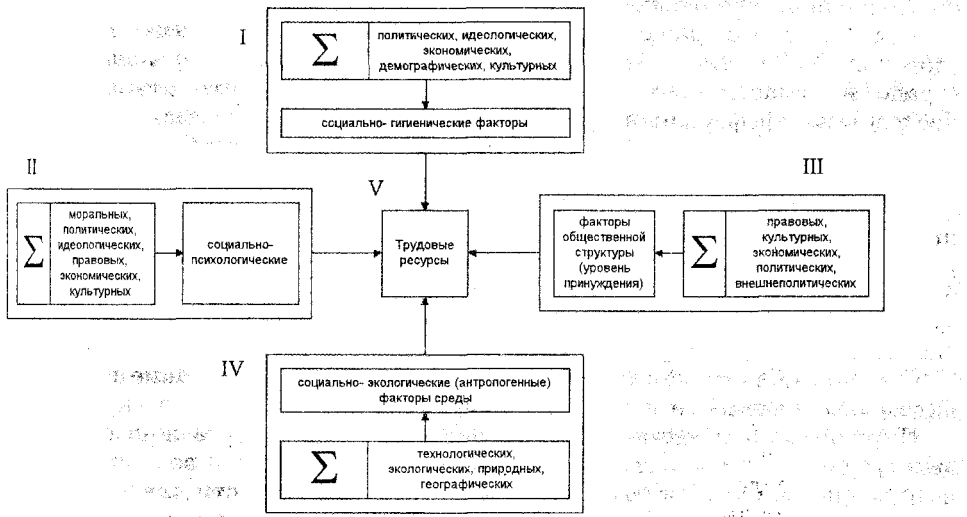 I
∑
политических, идеологических,
экономических,
демографических, культурных
социально- гигиенические факторы
II
∑
моральных,
политических,
идеологических,
правовых,
экономических,
культурных
социально-
психологические
V
Трудовые
ресурсы
III
факторы
общественной
структуры
(уровень
принуждения)
∑
правовых,
культурных,
экономических,
политических,
внешнеполитических
IV
социально- экологические (антропогенные)
факторы среды
∑
технологических,
экологических, природных,
географических